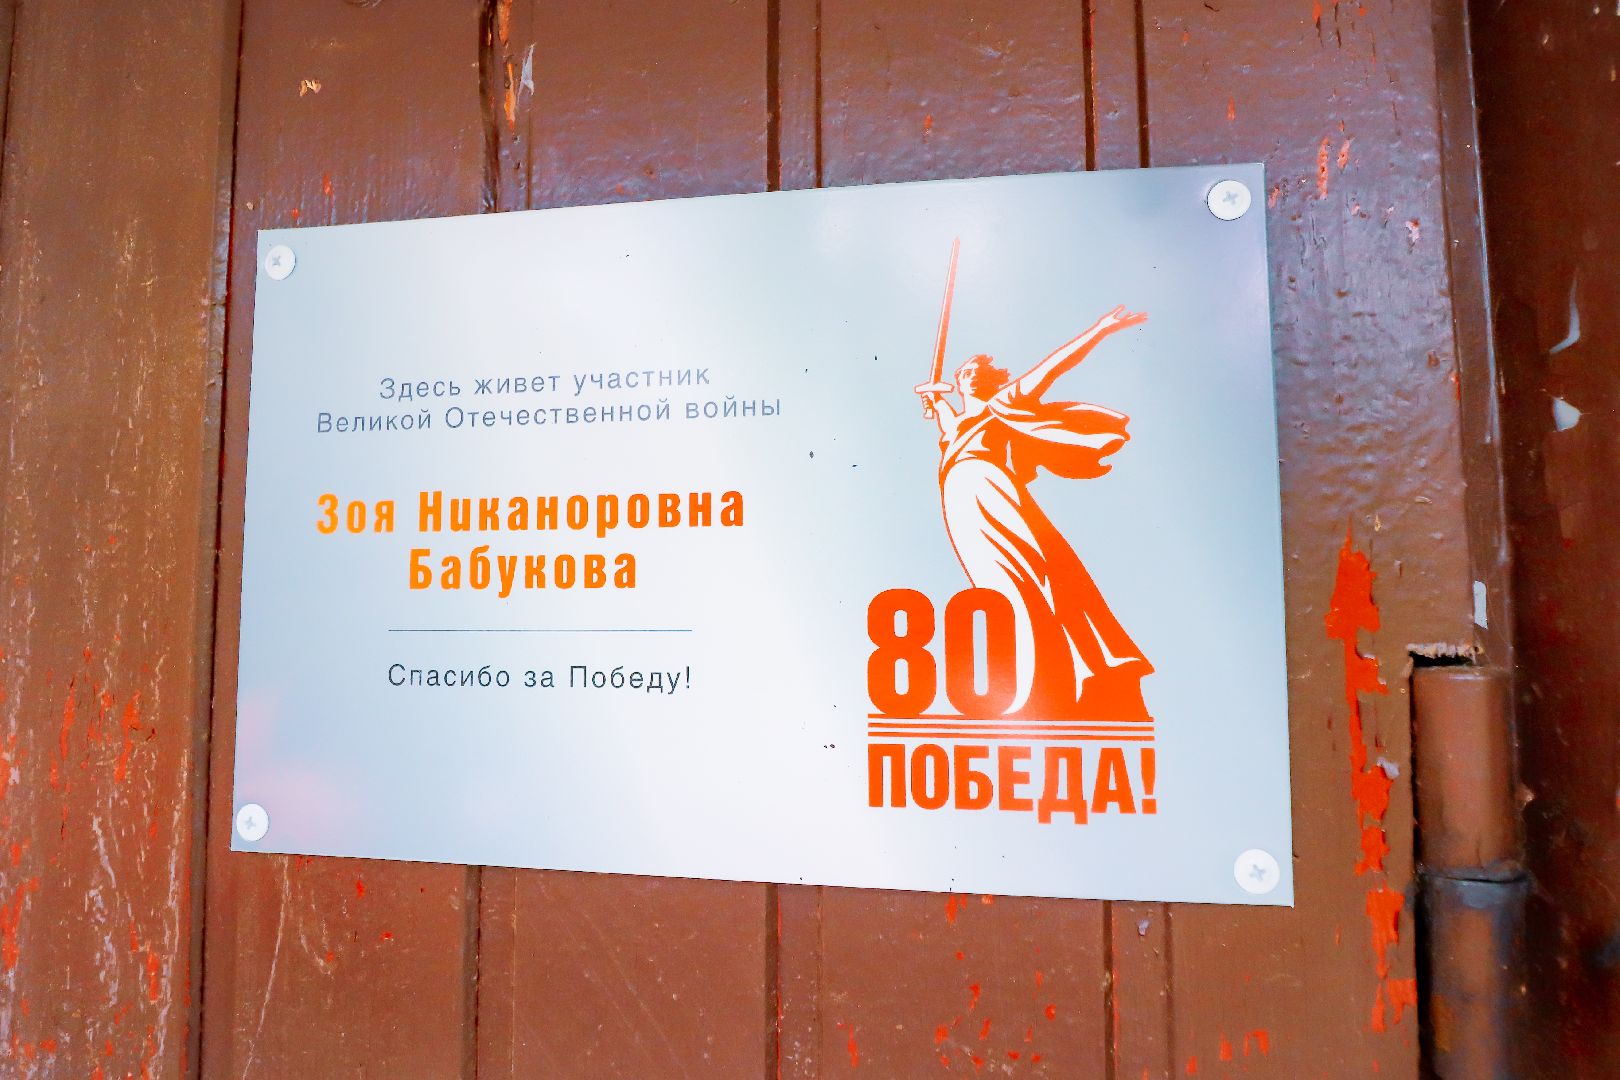 Здесь живет участник
Великой Отечественной войны
Зоя Никаноровна
Бабукова
Спасибо за Победу!
80
ПОБЕДА!